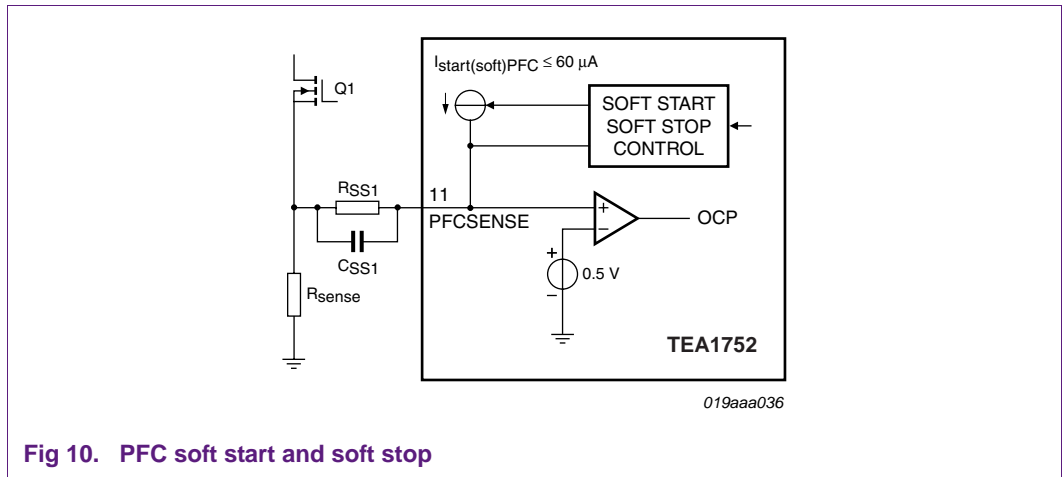 Istart(soft)PFC ≤ 60 μA
Q1
SOFT START
SOFT STOP
CONTROL
RSS1
11
PFCSENSE
CSS1
+
−
OCP
+
0.5 V
−
Rsense
TEA1752
019aaa036
Fig 10. PFC soft start and soft stop